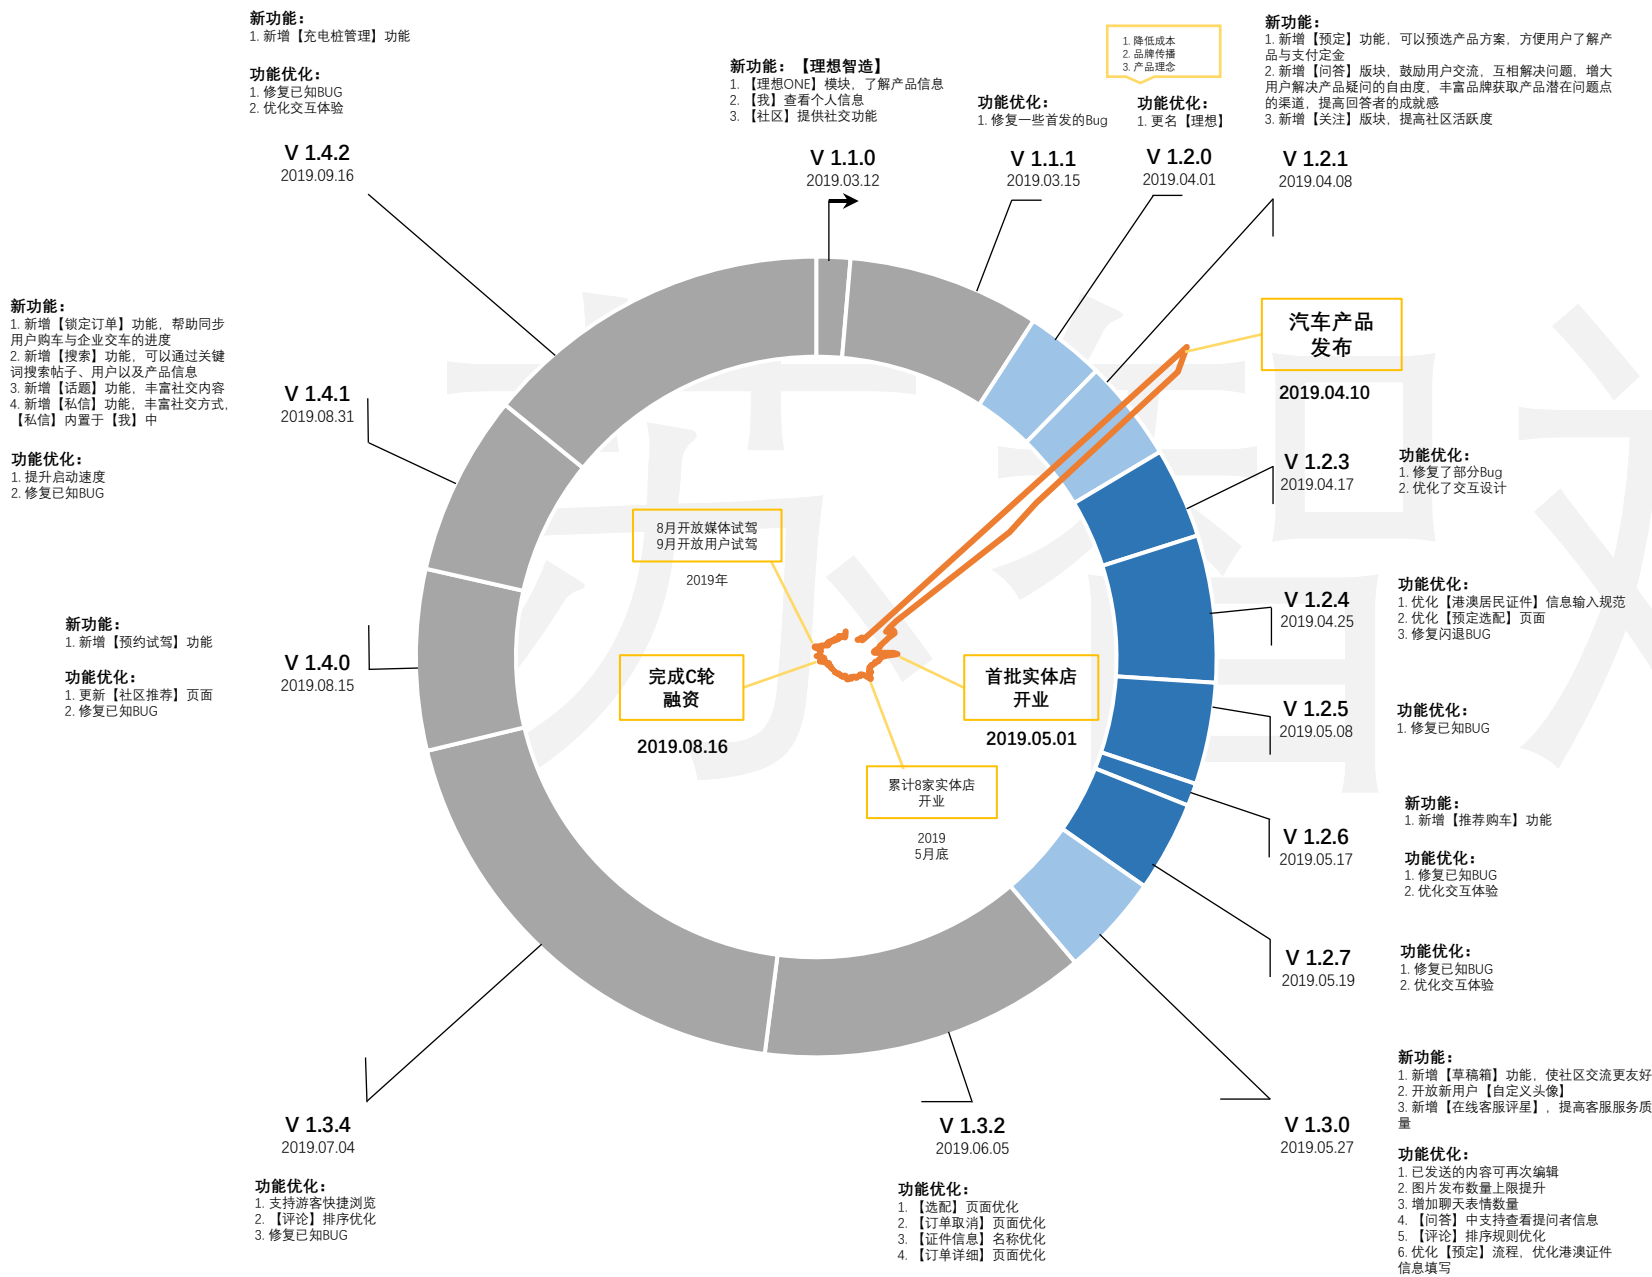 新功能：
1. 新增【充电桩管理】功能
功能优化：
1. 修复已知BUG
2. 优化交互体验
V 1.4.2
2019.09.16
新功能：【理想智造】
1. 【理想ONE】模块，了解产品信息
2. 【我】查看个人信息
3. 【社区】提供社交功能
V 1.1.0
2019.03.12
功能优化：
1. 修复一些首发的Bug
V 1.1.1
2019.03.15
1. 降低成本
2. 品牌传播
3. 产品理念
功能优化：
1. 更名【理想】
V 1.2.0
2019.04.01
新功能：
1. 新增【预定】功能，可以预选产品方案，方便用户了解产
品与支付定金
2. 新增【问答】版块，鼓励用户交流，互相解决问题，增大
用户解决产品疑问的自由度，丰富品牌获取产品潜在问题点
的渠道，提高回答者的成就感
3. 新增【关注】版块，提高社区活跃度
V 1.2.1
2019.04.08
汽车产品
发布
2019.04.10
V 1.2.3
2019.04.17
功能优化：
1. 修复了部分Bug
2. 优化了交互设计
V 1.2.4
2019.04.25
功能优化：
1. 优化【港澳居民证件】信息输入规范
2. 优化【预定选配】页面
3. 修复闪退BUG
V 1.2.5
2019.05.08
功能优化：
1. 修复已知BUG
V 1.2.6
2019.05.17
新功能：
1. 新增【推荐购车】功能
功能优化：
1. 修复已知BUG
2. 优化交互体验
V 1.2.7
2019.05.19
功能优化：
1. 修复已知BUG
2. 优化交互体验
V 1.3.0
2019.05.27
新功能：
1. 新增【草稿箱】功能，使社区交流更友好
2. 开放新用户【自定义头像】
3. 新增【在线客服评星】，提高客服服务质
量
功能优化：
1. 已发送的内容可再次编辑
2. 图片发布数量上限提升
3. 增加聊天表情数量
4. 【问答】中支持查看提问者信息
5. 【评论】排序规则优化
6. 优化【预定】流程，优化港澳证件
信息填写
V 1.3.2
2019.06.05
功能优化：
1. 【选配】页面优化
2. 【订单取消】页面优化
3. 【证件信息】名称优化
4. 【订单详细】页面优化
V 1.3.4
2019.07.04
功能优化：
1. 支持游客快捷浏览
2. 【评论】排序优化
3. 修复已知BUG
新功能：
1. 新增【预约试驾】功能
功能优化：
1. 更新【社区推荐】页面
2. 修复已知BUG
V 1.4.0
2019.08.15
新功能：
1. 新增【锁定订单】功能，帮助同步
用户购车与企业交车的进度
2. 新增【搜索】功能，可以通过关键
词搜索帖子、用户以及产品信息
3. 新增【话题】功能，丰富社交内容
4. 新增【私信】功能，丰富社交方式，
【私信】内置于【我】中
功能优化：
1. 提升启动速度
2. 修复已知BUG
V 1.4.1
2019.08.31
8月开放媒体试驾
9月开放用户试驾
2019年
完成C轮
融资
2019.08.16
首批实体店
开业
2019.05.01
累计8家实体店
开业
2019
5月底